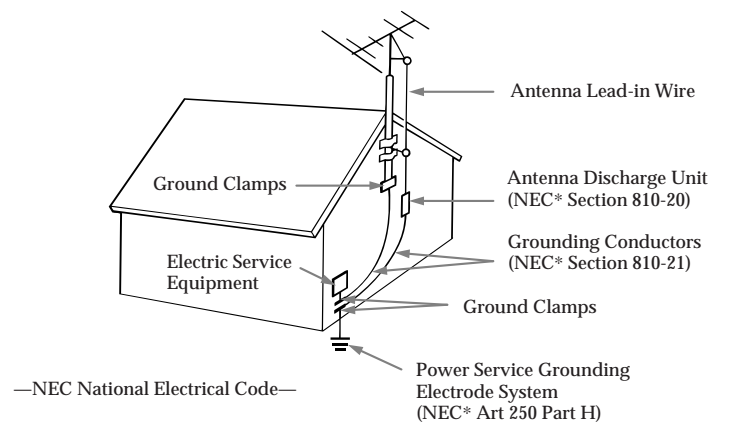 Antenna Lead-in Wire
Ground Clamps
Antenna Discharge Unit
(NEC* Section 810-20)
Grounding Conductors
(NEC* Section 810-21)
Electric Service
Equipment
Ground Clamps
Power Service Grounding
Electrode System
(NEC* Art 250 Part H)
—NEC National Electrical Code—